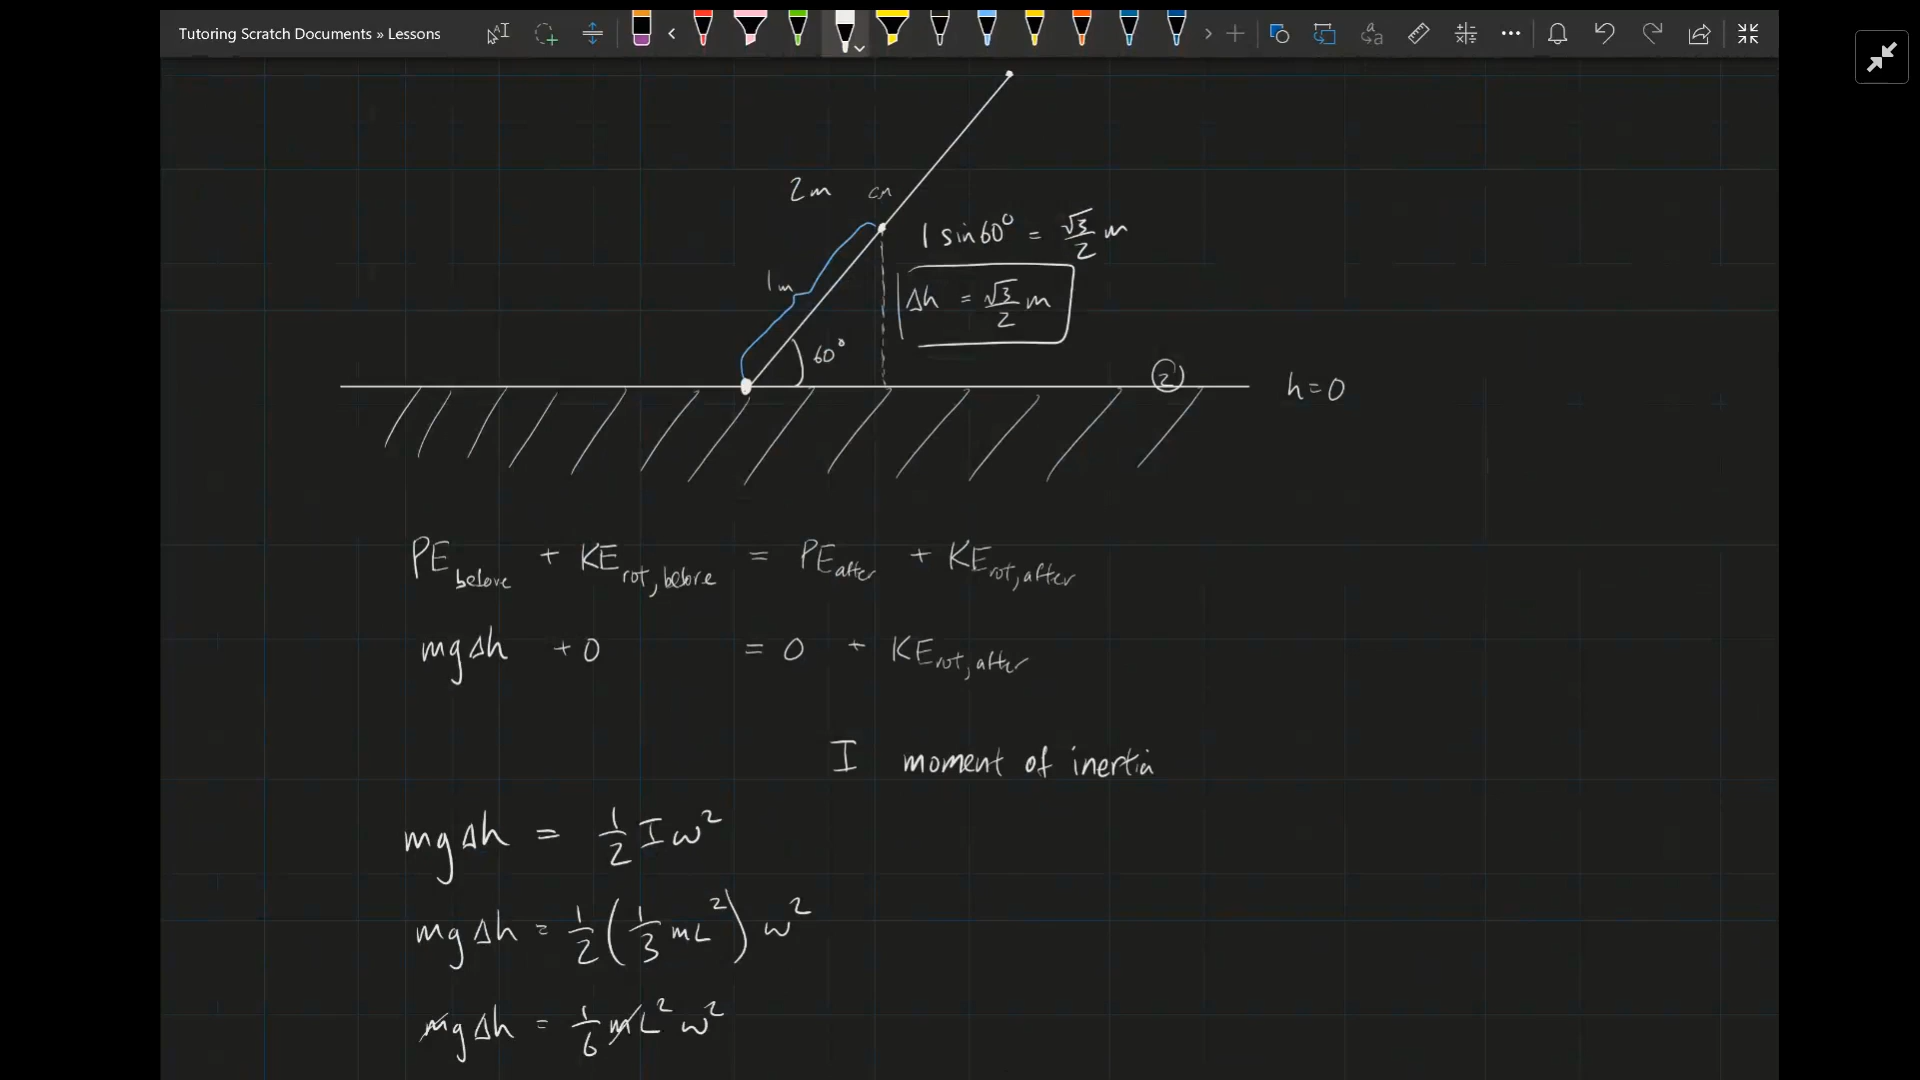 Tutoring Scratch Documents » Lessons
2m cm
1 sin60° = √3/2 m
1m
Δh = √3/2 m
60°
2
h=0
PE before + KE rot, before = PE after + KE rot, after
mgΔh + 0 = 0 + KE rot, after
I moment of inertia
mgΔh = 1/2 Iω²
mgΔh = 1/2 (1/3 mL²) ω²
mgΔh = 1/6 mL²ω²